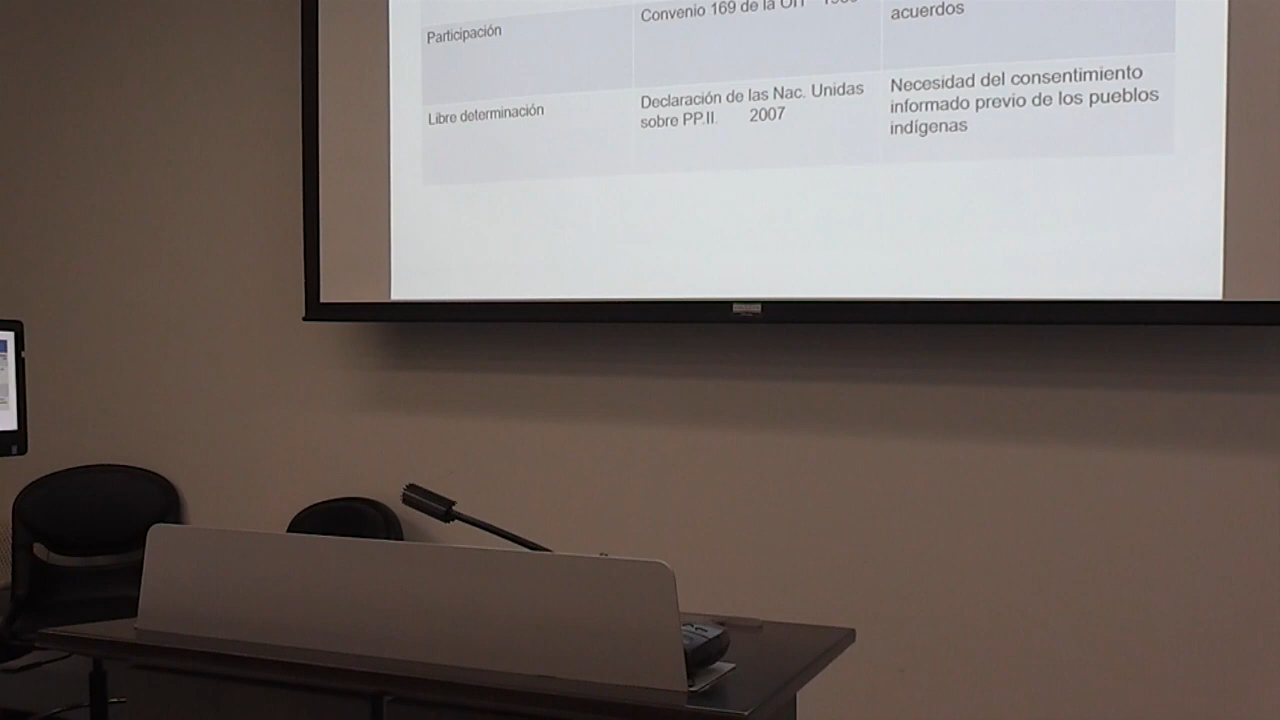 Participación
Convenio 169 de la OIT
acuerdos
Libre determinación
Declaración de las Nac. Unidas
sobre PP.II. 2007
Necesidad del consentimiento
informado previo de los pueblos
indígenas